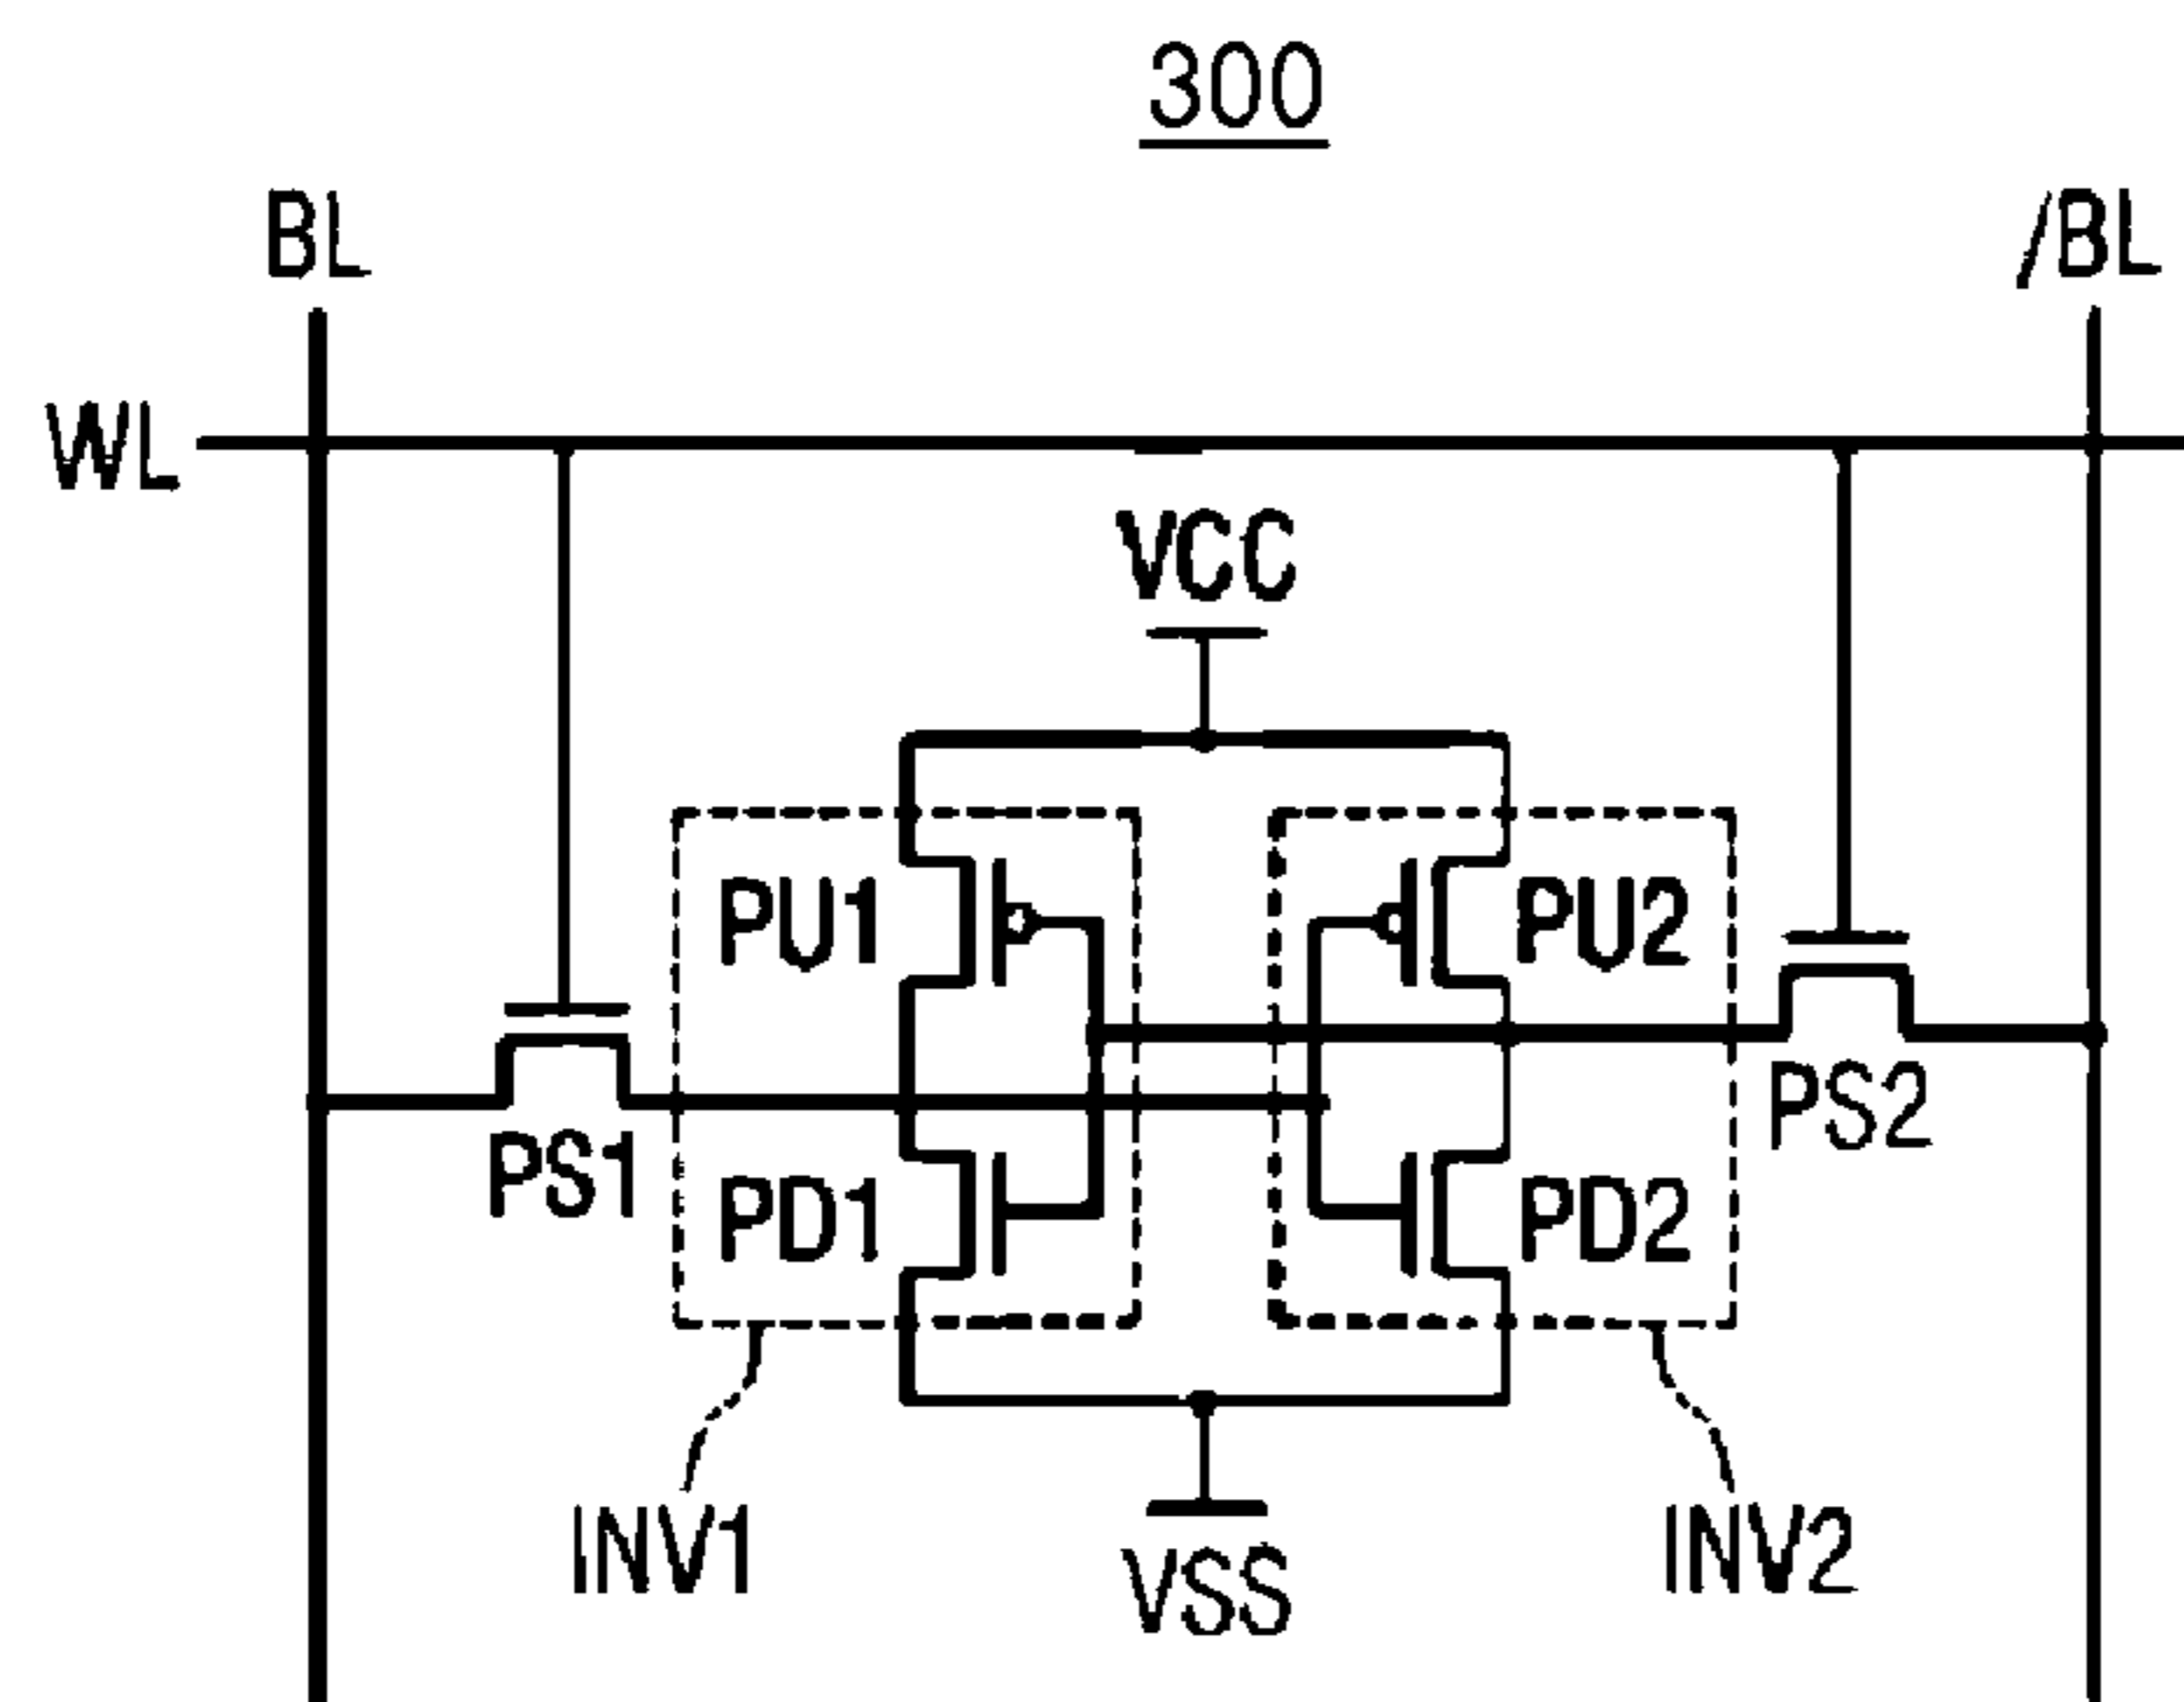 300
BL
/BL
WL
VCC
PU1
PU2
PS1
PS2
PD1
PD2
INV1
INV2
VSS